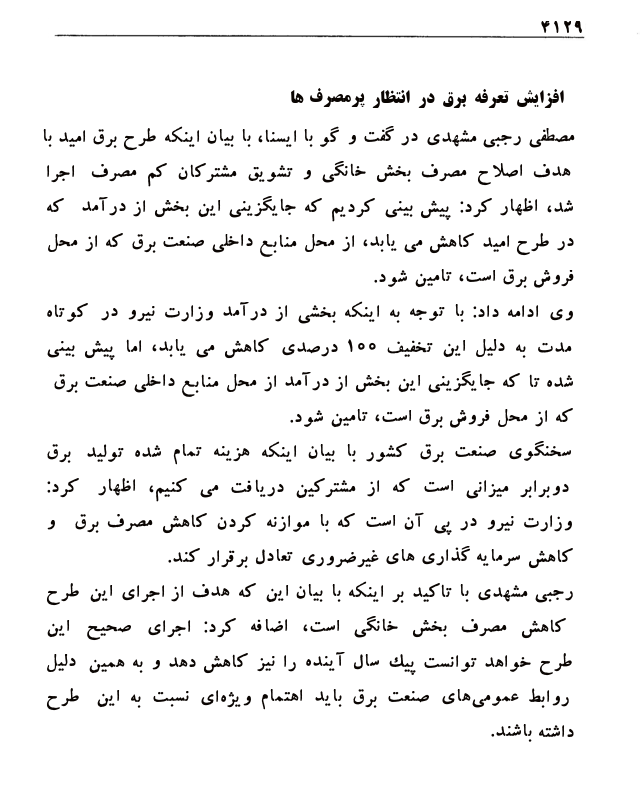 ۴۱۲۹
افزایش تعرفه برق در انتظار پرمصرف ها
مصطفی رجبی مشهدی در گفت و گو با ایسنا، با بیان اینکه طرح برق امید با
هدف اصلاح مصرف بخش خانگی و تشویق مشترکان کم مصرف اجرا
شد، اظهار کرد: پیش بینی کردیم که جایگزینی این بخش از درآمد که
در طرح امید کاهش می یابد، از محل منابع داخلی صنعت برق که از محل
فروش برق است، تامین شود.
وی ادامه داد: با توجه به اینکه بخشی از درآمد وزارت نیرو در کوتاه
مدت به دلیل این تخفیف ۱۰۰ درصدی کاهش می یابد، اما پیش بینی
شده تا که جایگزینی این بخش از درآمد از محل منابع داخلی صنعت برق
که از محل فروش برق است، تامین شود.
سخنگوی صنعت برق کشور با بیان اینکه هزینه تمام شده تولید برق
دوبرابر میزانی است که از مشترکین دریافت می کنیم، اظهار کرد:
وزارت نیرو در پی آن است که با موازنه کردن کاهش مصرف برق و
کاهش سرمایه گذاری های غیرضروری تعادل برقرار کند.
رجبی مشهدی با تاکید بر اینکه با بیان این که هدف از اجرای این طرح
کاهش مصرف بخش خانگی است، اضافه کرد: اجرای صحیح این
طرح خواهد توانست پیك سال آینده را نیز کاهش دهد و به همین دلیل
روابط عمومی‌های صنعت برق باید اهتمام ویژه‌ای نسبت به این طرح
داشته باشند.